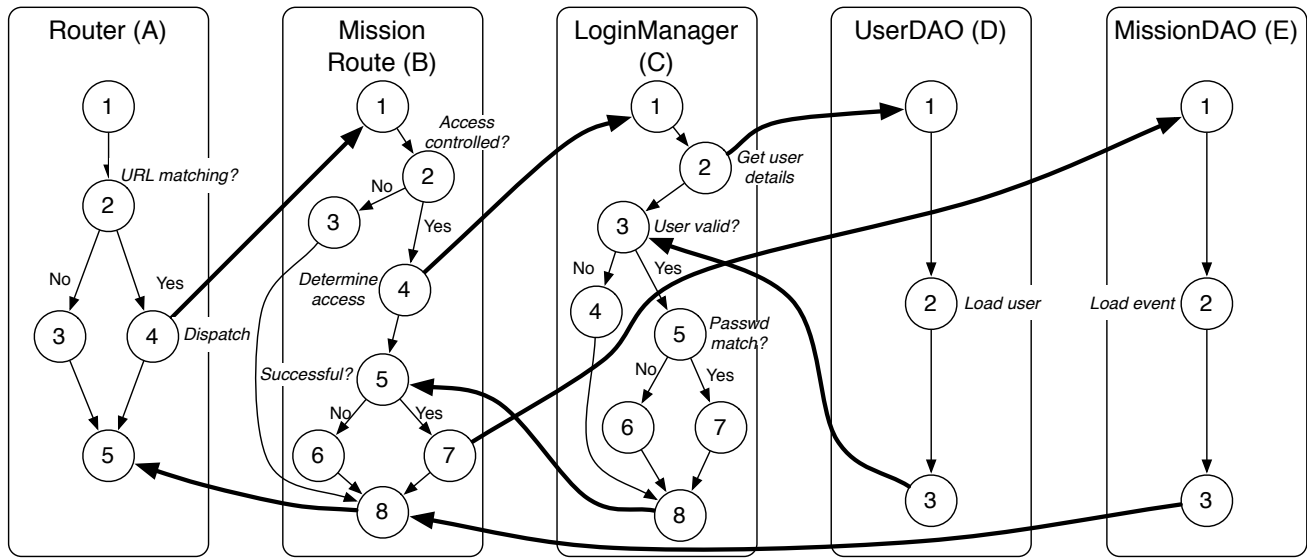 Router (A)
1
URL matching?
2
No
Yes
3
4
Dispatch
5
Mission
Route (B)
1
Access
controlled?
2
No
3
Yes
Determine
access
4
Successful?
5
No
Yes
6
7
8
LoginManager
(C)
1
2
Get user
details
3
User valid?
No
Yes
4
5
Passwd
match?
No
Yes
6
7
8
UserDAO (D)
1
2
Load user
3
MissionDAO (E)
1
Load event
2
3